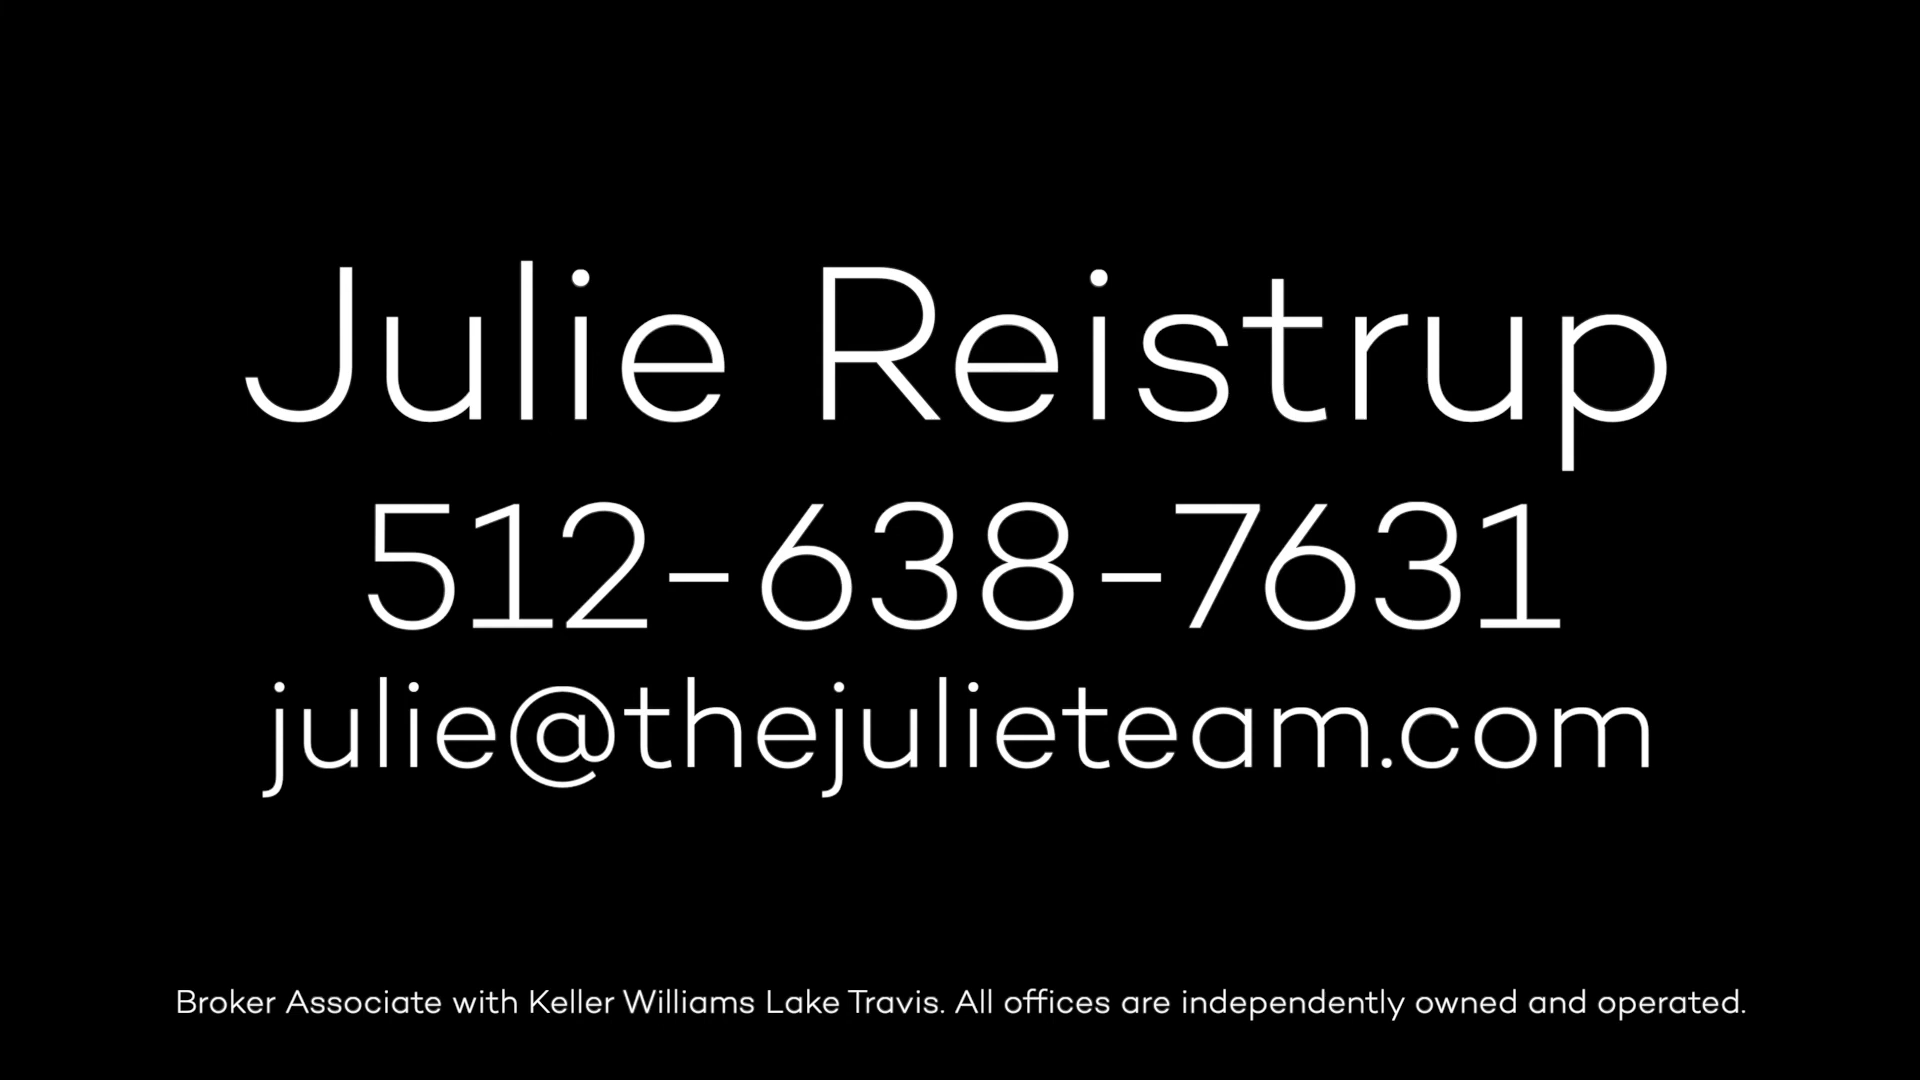 Julie Reistrup
512-638-7631
julie@thejulieteam.com
Broker Associate with Keller Williams Lake Travis. All offices are independently owned and operated.